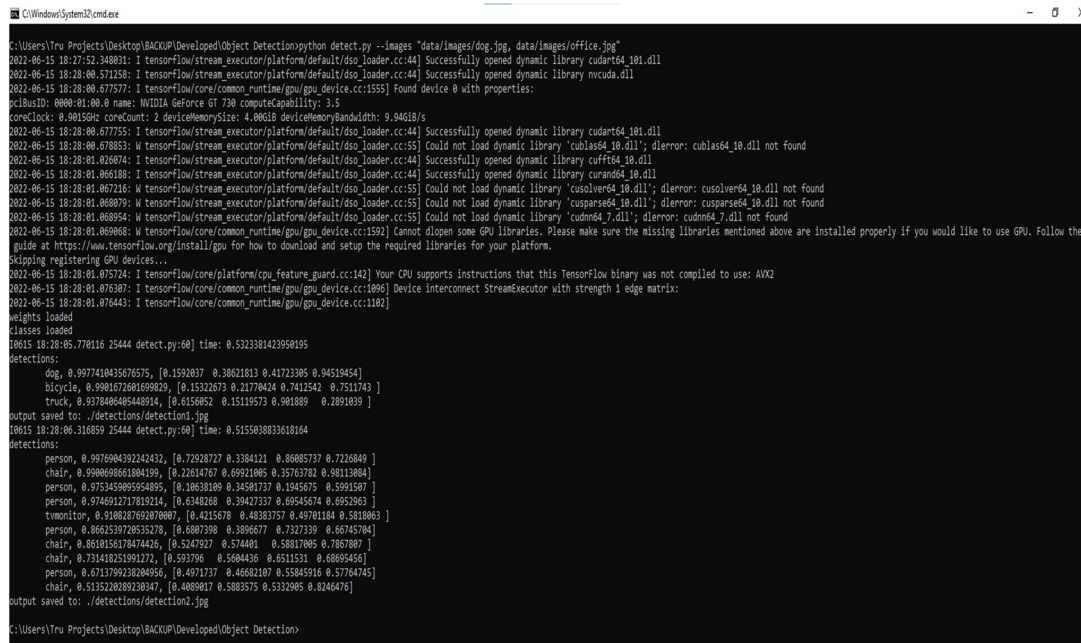 C:\Windows\System32\cmd.exe
C:\Users\Tru Projects\Desktop\BACKUP\Developed\Object Detection>python detect.py --images "data/images/dog.jpg, data/images/office.jpg"
2022-06-15 18:27:52.348031: I tensorflow/stream_executor/platform/default/dso_loader.cc:44] Successfully opened dynamic library cudart64_101.dll
2022-06-15 18:28:00.571258: I tensorflow/stream_executor/platform/default/dso_loader.cc:44] Successfully opened dynamic library nvcuda.dll
2022-06-15 18:28:00.677577: I tensorflow/core/common_runtime/gpu/gpu_device.cc:1555] Found device 0 with properties:
pciBusID: 0000:01:00.0 name: NVIDIA GeForce GT 730 computeCapability: 3.5
coreClock: 0.9015GHz coreCount: 2 deviceMemorySize: 4.00GiB deviceMemoryBandwidth: 9.94GiB/s
2022-06-15 18:28:00.677755: I tensorflow/stream_executor/platform/default/dso_loader.cc:44] Successfully opened dynamic library cudart64_101.dll
2022-06-15 18:28:00.678853: W tensorflow/stream_executor/platform/default/dso_loader.cc:55] Could not load dynamic library 'cublas64_10.dll'; dlerror: cublas64_10.dll not found
2022-06-15 18:28:01.026074: I tensorflow/stream_executor/platform/default/dso_loader.cc:44] Successfully opened dynamic library cufft64_10.dll
2022-06-15 18:28:01.066188: I tensorflow/stream_executor/platform/default/dso_loader.cc:44] Successfully opened dynamic library curand64_10.dll
2022-06-15 18:28:01.067216: W tensorflow/stream_executor/platform/default/dso_loader.cc:55] Could not load dynamic library 'cusolver64_10.dll'; dlerror: cusolver64_10.dll not found
2022-06-15 18:28:01.068079: W tensorflow/stream_executor/platform/default/dso_loader.cc:55] Could not load dynamic library 'cusparse64_10.dll'; dlerror: cusparse64_10.dll not found
2022-06-15 18:28:01.068954: W tensorflow/stream_executor/platform/default/dso_loader.cc:55] Could not load dynamic library 'cudnn64_7.dll'; dlerror: cudnn64_7.dll not found
2022-06-15 18:28:01.069068: W tensorflow/core/common_runtime/gpu/gpu_device.cc:1592] Cannot dlopen some GPU libraries. Please make sure the missing libraries mentioned above are installed properly if you would like to use GPU. Follow the
guide at https://www.tensorflow.org/install/gpu for how to download and setup the required libraries for your platform.
Skipping registering GPU devices...
2022-06-15 18:28:01.075724: I tensorflow/core/platform/cpu_feature_guard.cc:142] Your CPU supports instructions that this TensorFlow binary was not compiled to use: AVX2
2022-06-15 18:28:01.076307: I tensorflow/core/common_runtime/gpu/gpu_device.cc:1096] Device interconnect StreamExecutor with strength 1 edge matrix:
2022-06-15 18:28:01.076443: I tensorflow/core/common_runtime/gpu/gpu_device.cc:1102]
weights loaded
classes loaded
I0615 18:28:05.770116 25444 detect.py:60] time: 0.5323381423950195
detections:
dog, 0.9977410435676575, [0.1592037 0.38621813 0.41723305 0.94519454]
bicycle, 0.9901672601699829, [0.15322673 0.21770424 0.7412542 0.7511743 ]
truck, 0.9378406405448914, [0.6156052 0.15119573 0.901889 0.2891039 ]
output saved to: ./detections/detection1.jpg
I0615 18:28:06.316859 25444 detect.py:60] time: 0.5155038833618164
detections:
person, 0.9976904392242432, [0.72928727 0.3384121 0.86085737 0.7226849 ]
chair, 0.9900698661804199, [0.22614767 0.69921005 0.35763782 0.98113084]
person, 0.9753459095954895, [0.10638109 0.34501737 0.1945675 0.5991507 ]
person, 0.9746912717819214, [0.6348268 0.39427337 0.69545674 0.6952963 ]
tvmonitor, 0.9108287692070007, [0.4215678 0.48383757 0.49701184 0.5818063 ]
person, 0.8662539720535278, [0.6807398 0.3896677 0.7327339 0.66745704]
chair, 0.8610156178474426, [0.5247927 0.574401 0.58817005 0.7867807 ]
chair, 0.731418251991272, [0.593796 0.5604436 0.6511531 0.68695456]
person, 0.6713799238204956, [0.4971737 0.46682107 0.55845916 0.57764745]
chair, 0.5135220289230347, [0.4089017 0.5883575 0.5332905 0.8246476]
output saved to: ./detections/detection2.jpg
C:\Users\Tru Projects\Desktop\BACKUP\Developed\Object Detection>